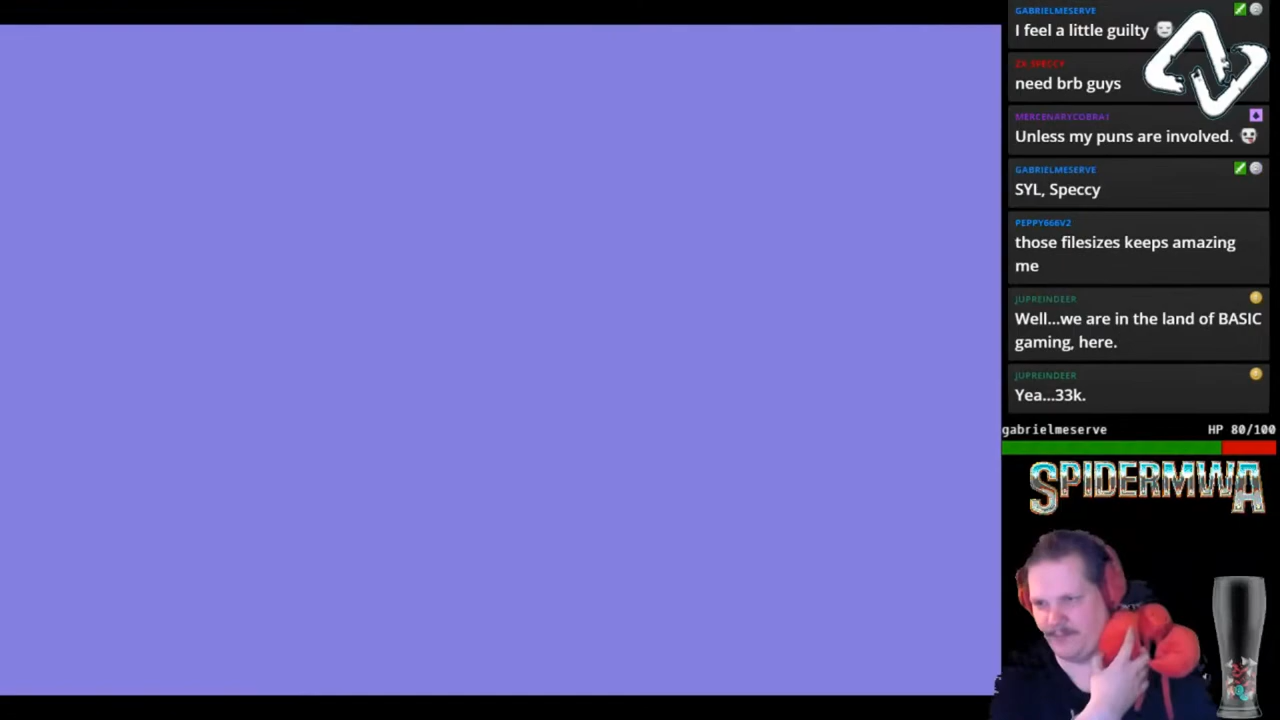 GABRIELMESERVE
I feel a little guilty
ZX SPECCY
need brb guys
MERCENARYCOBRA1
Unless my puns are involved.
GABRIELMESERVE
SYL, Speccy
PEPPY666V2
those filesizes keeps amazing
me
JUPREINDEER
Well...we are in the land of BASIC
gaming, here.
JUPREINDEER
Yea...33k.
gabrielmeserve HP 80/100
SPIDERMWA